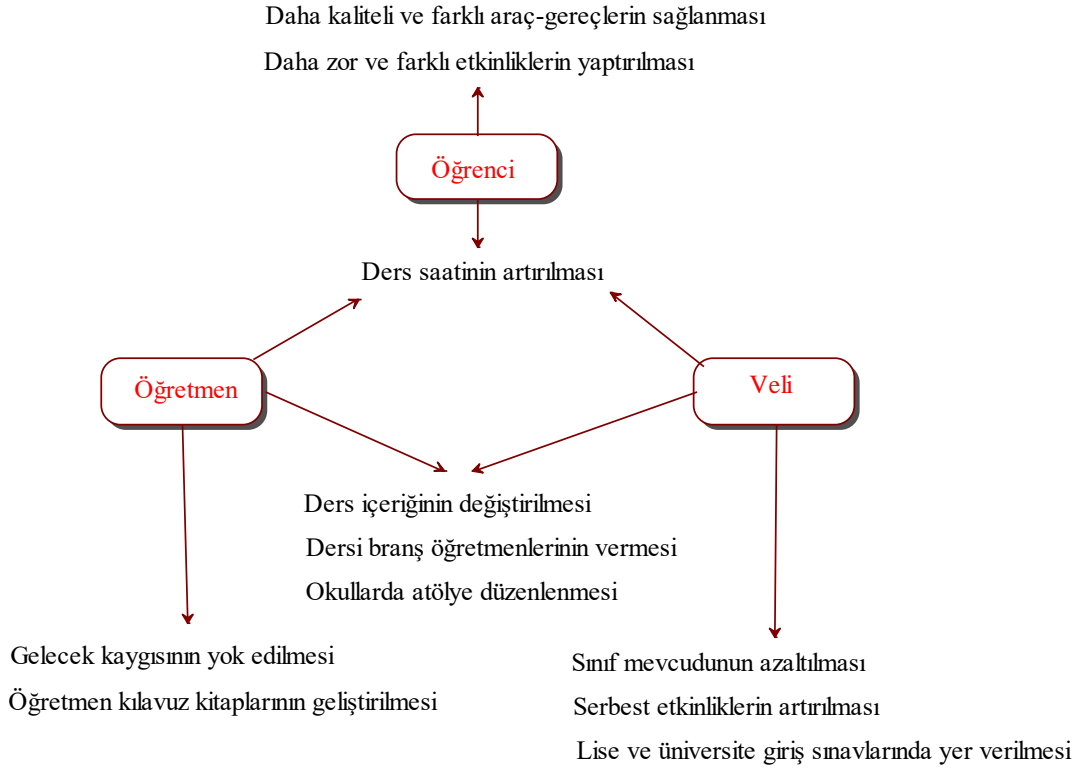 Daha kaliteli ve farklı araç-gereçlerin sağlanması
Daha zor ve farklı etkinliklerin yaptırılması
Öğrenci
Ders saatinin artırılması
Öğretmen
Veli
Ders içeriğinin değiştirilmesi
Dersi branş öğretmenlerinin vermesi
Okullarda atölye düzenlenmesi
Gelecek kaygısının yok edilmesi
Öğretmen kılavuz kitaplarının geliştirilmesi
Sınıf mevcudunun azaltılması
Serbest etkinliklerin artırılması
Lise ve üniversite giriş sınavlarında yer verilmesi